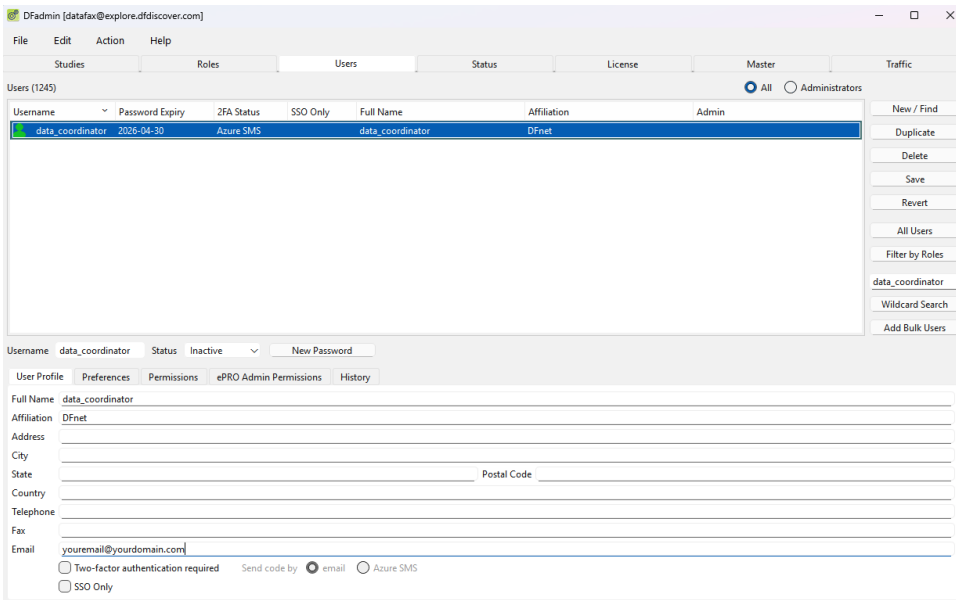 DFadmin [datafax@explore.dfdiscover.com]
File Edit Action Help
Studies Roles Users Status License Master Traffic
Users (1245) All Administrators
Username Password Expiry 2FA Status SSO Only Full Name Affiliation Admin
data_coordinator 2026-04-30 Azure SMS data_coordinator DFnet
New / Find
Duplicate
Delete
Save
Revert
All Users
Filter by Roles
data_coordinator
Wildcard Search
Add Bulk Users
Username data_coordinator Status Inactive New Password
User Profile Preferences Permissions ePRO Admin Permissions History
Full Name data_coordinator
Affiliation DFnet
Address
City
State Postal Code
Country
Telephone
Fax
Email youremail@yourdomain.com
Two-factor authentication required Send code by email Azure SMS
SSO Only